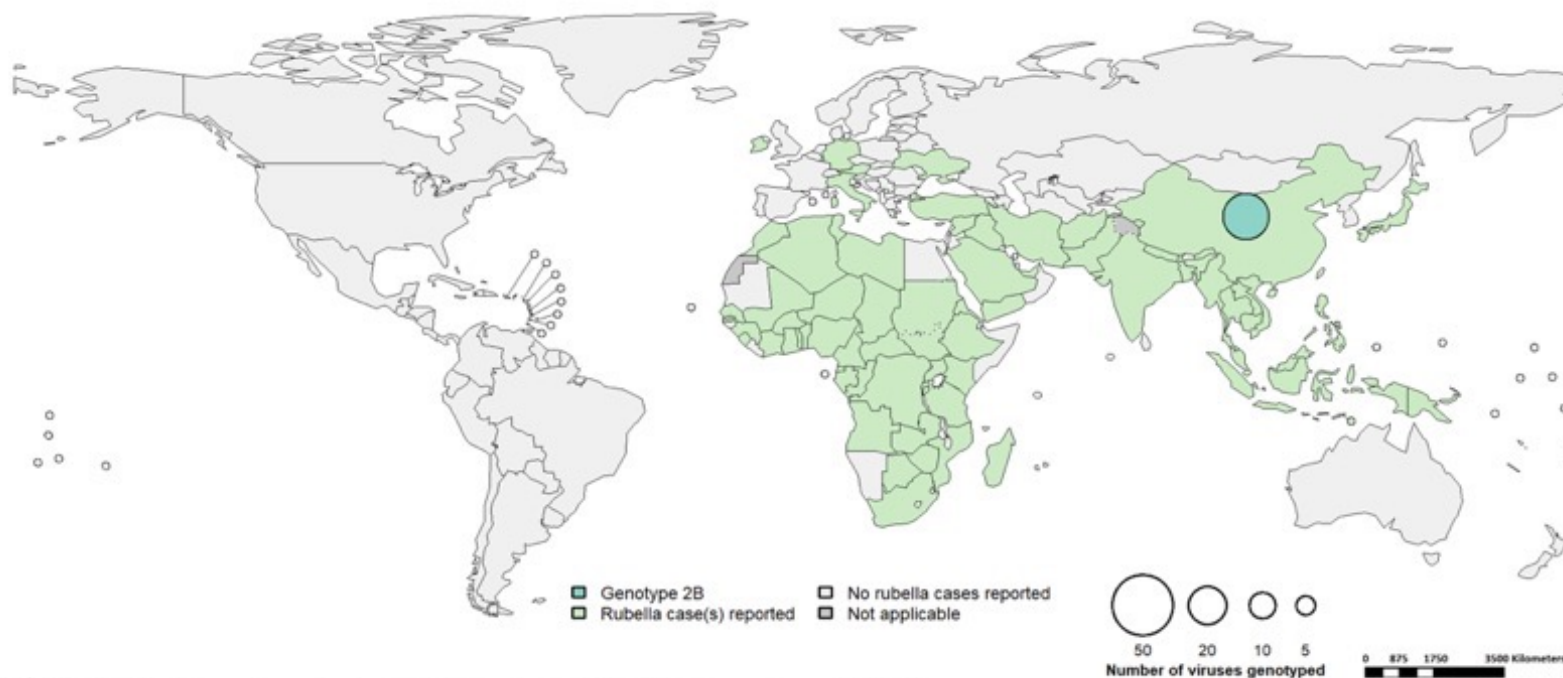 Genotype 2B
Rubella case(s) reported
No rubella cases reported
Not applicable
50 20 10 5
Number of viruses genotyped
0 875 1750 3500 Kilometers